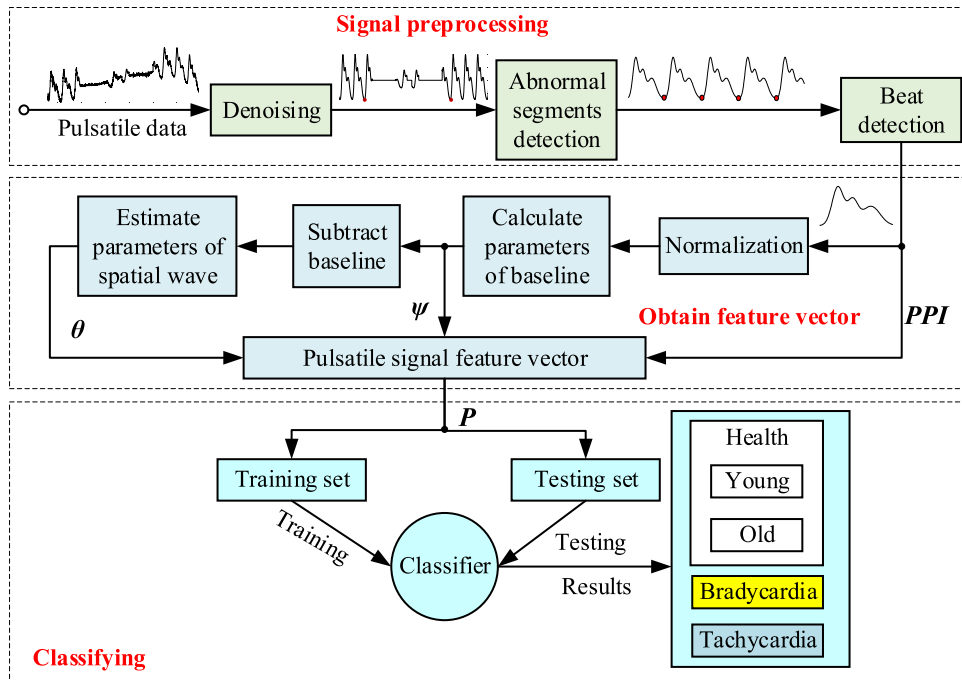 Signal preprocessing
Pulsatile data
Denoising
Abnormal
segments
detection
Beat
detection
Estimate
parameters of
spatial wave
Subtract
baseline
Calculate
parameters
of baseline
Normalization
θ
ψ
Obtain feature vector
PPI
Pulsatile signal feature vector
P
Training set
Testing set
Training
Classifier
Testing
Results
Health
Young
Old
Bradycardia
Tachycardia
Classifying